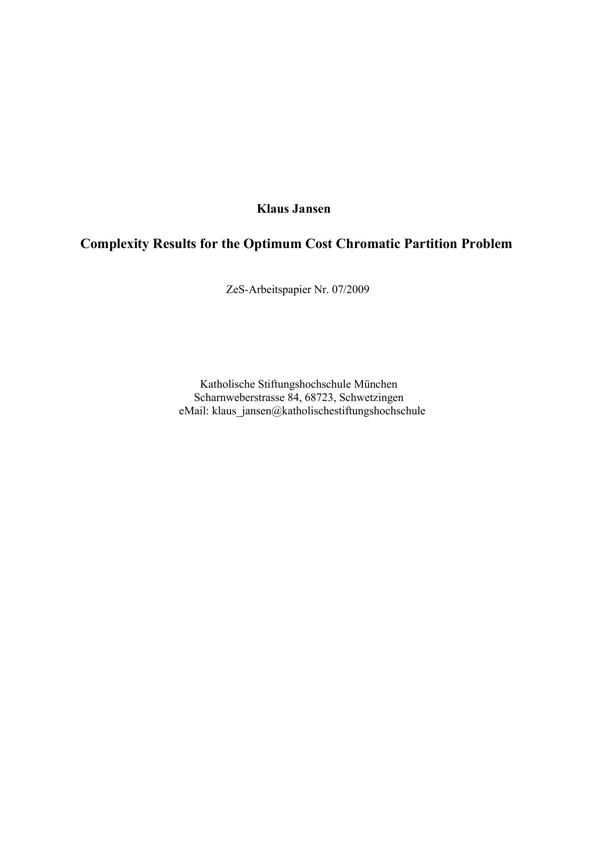 Klaus Jansen
Complexity Results for the Optimum Cost Chromatic Partition Problem
ZeS-Arbeitspapier Nr. 07/2009
Katholische Stiftungshochschule München
Scharnweberstrasse 84, 68723, Schwetzingen
eMail: klaus_jansen@katholischestiftungshochschule